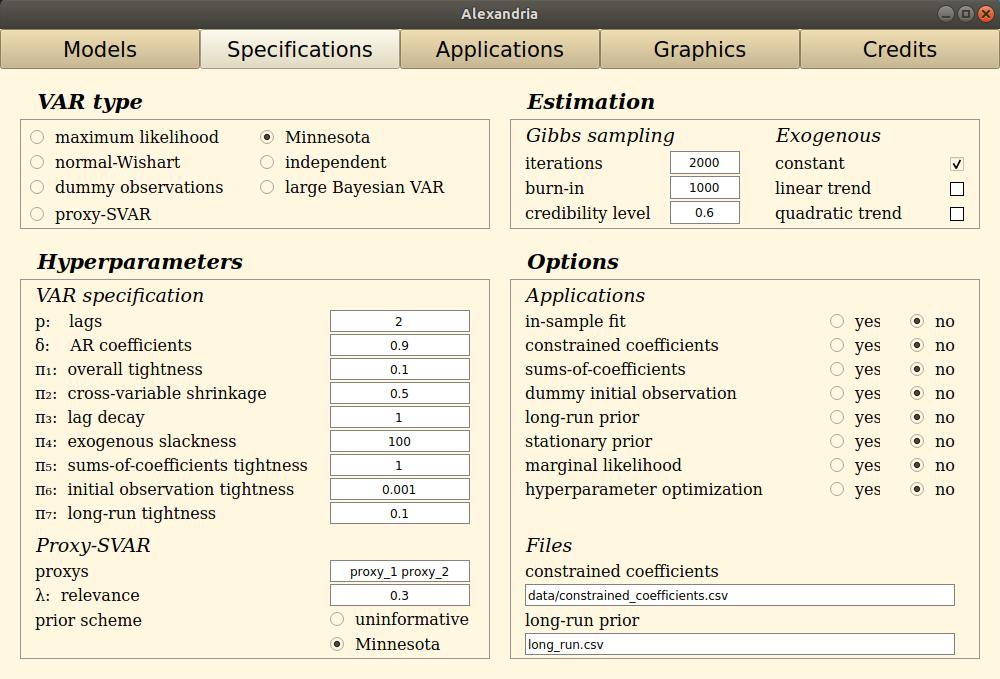 Alexandria
Models Specifications Applications Graphics Credits
VAR type
maximum likelihood Minnesota
normal-Wishart independent
dummy observations large Bayesian VAR
proxy-SVAR
Estimation
Gibbs sampling Exogenous
iterations 2000 constant
burn-in 1000 linear trend
credibility level 0.6 quadratic trend
Hyperparameters
VAR specification
p: lags 2
δ: AR coefficients 0.9
π₁: overall tightness 0.1
π₂: cross-variable shrinkage 0.5
π₃: lag decay 1
π₄: exogenous slackness 100
π₅: sums-of-coefficients tightness 1
π₆: initial observation tightness 0.001
π₇: long-run tightness 0.1
Proxy-SVAR
proxys proxy_1 proxy_2
λ: relevance 0.3
prior scheme uninformative
Minnesota
Options
Applications
in-sample fit yes no
constrained coefficients yes no
sums-of-coefficients yes no
dummy initial observation yes no
long-run prior yes no
stationary prior yes no
marginal likelihood yes no
hyperparameter optimization yes no
Files
constrained coefficients
data/constrained_coefficients.csv
long-run prior
long_run.csv